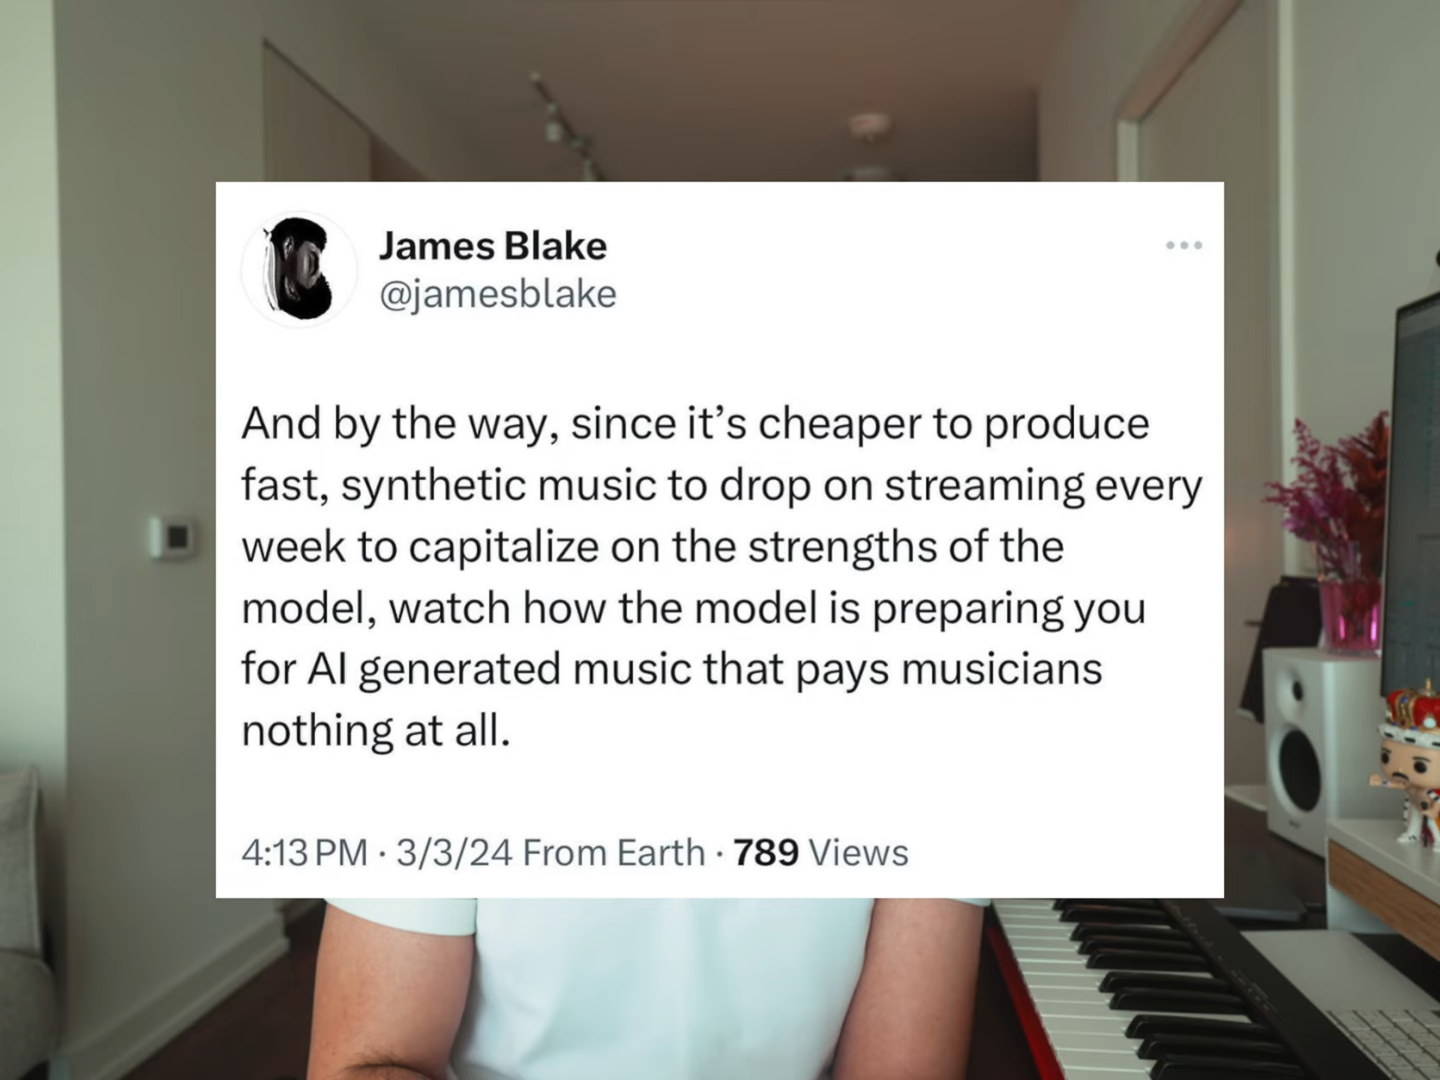 James Blake
@jamesblake
And by the way, since it’s cheaper to produce
fast, synthetic music to drop on streaming every
week to capitalize on the strengths of the
model, watch how the model is preparing you
for AI generated music that pays musicians
nothing at all.
4:13 PM · 3/3/24 From Earth · 789 Views